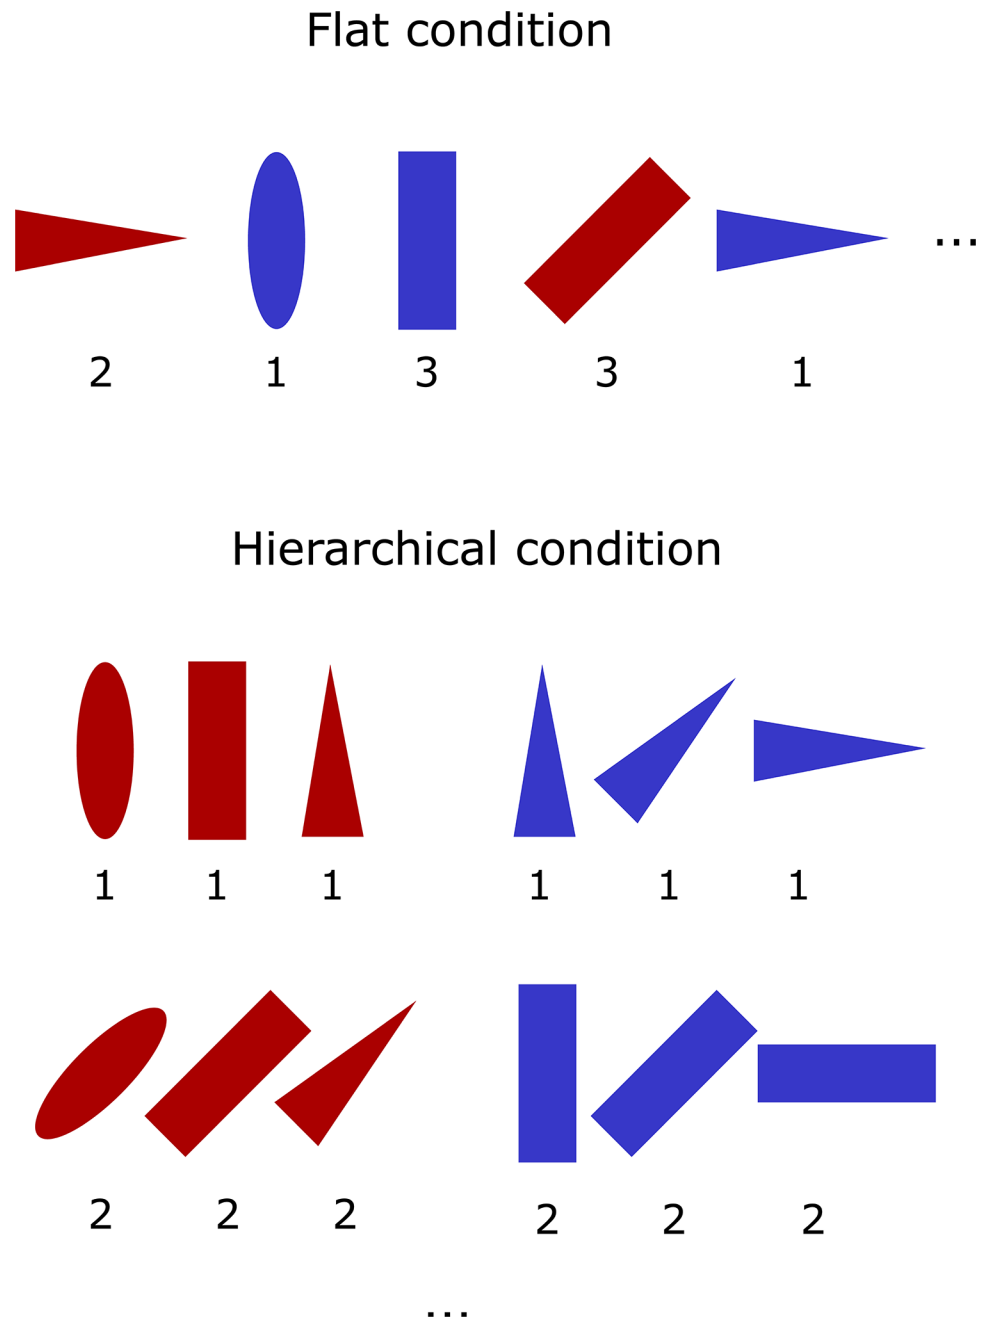 Flat condition
...
2 1 3 3 1
Hierarchical condition
1 1 1 1 1 1
2 2 2 2 2 2
...